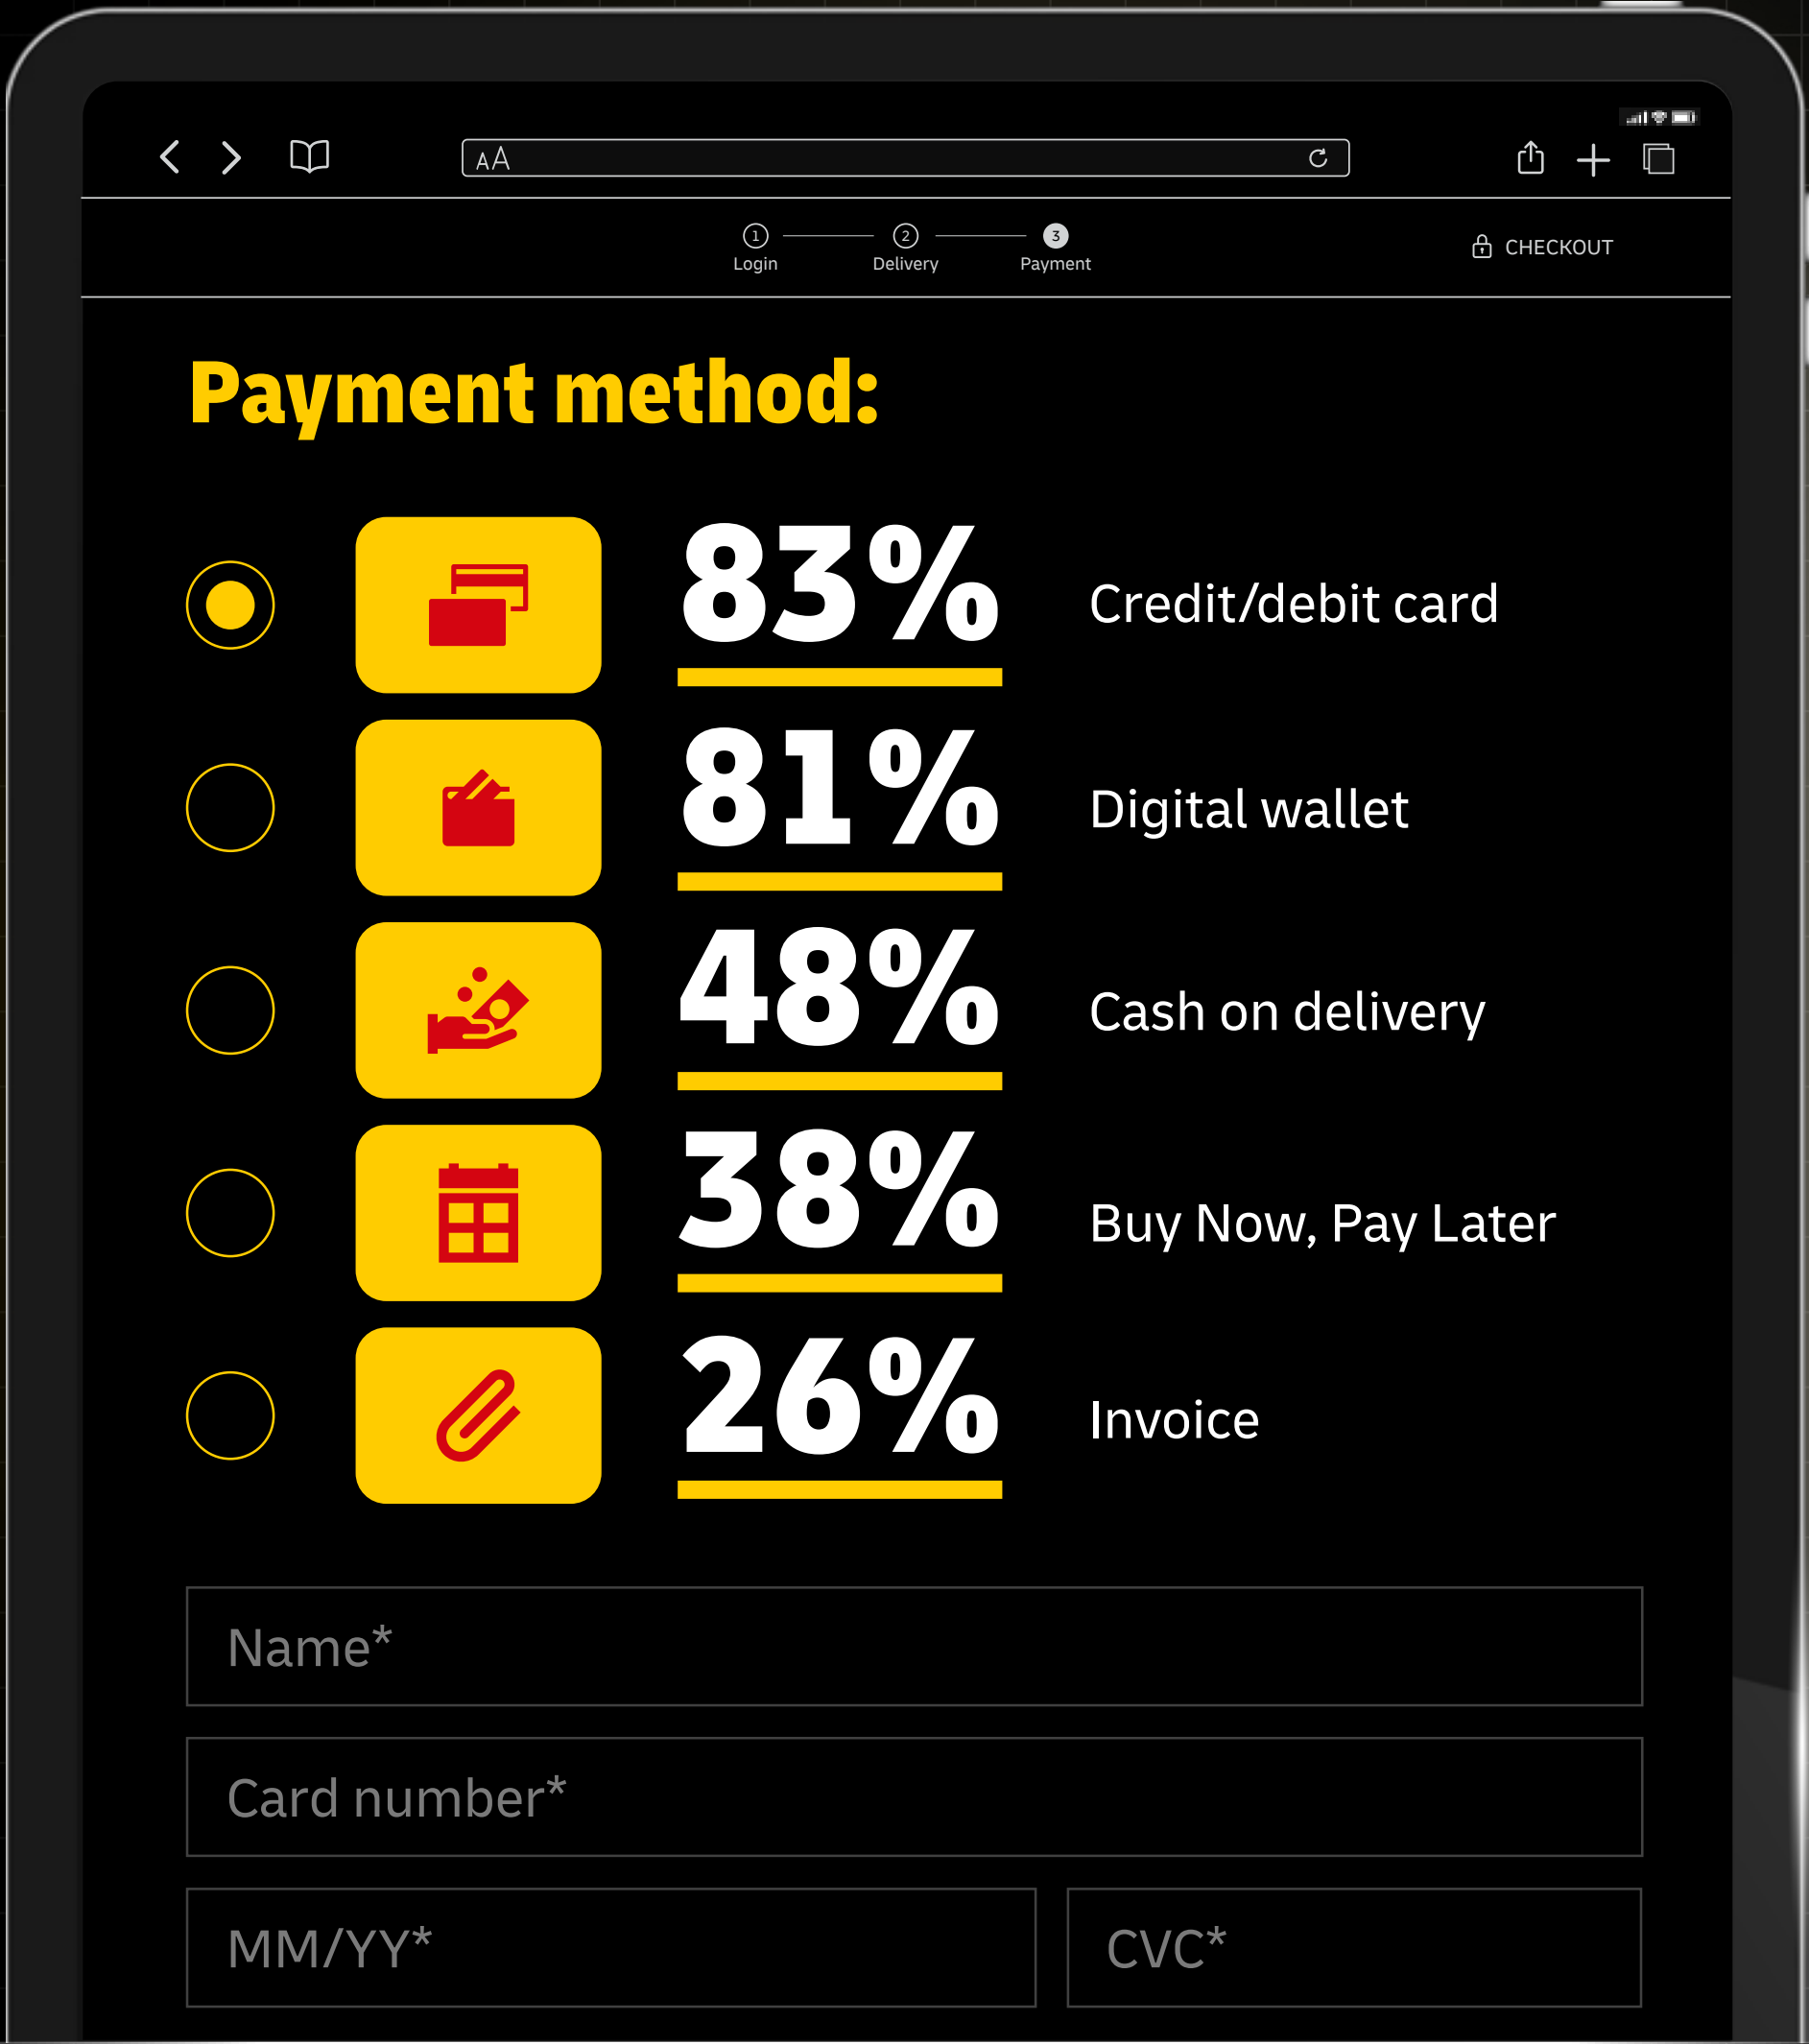 AA
1 2 3
Login Delivery Payment
CHECKOUT
Payment method:
83% Credit/debit card
81% Digital wallet
48% Cash on delivery
38% Buy Now, Pay Later
26% Invoice
Name*
Card number*
MM/YY* CVC*